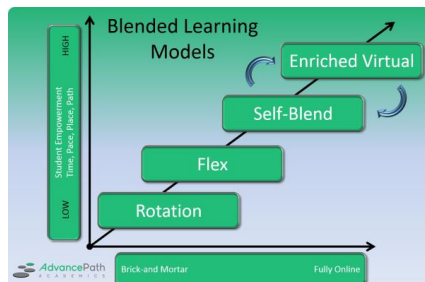 Blended Learning
Models
HIGH
Student Empowerment
Time, Pace, Place, Path
LOW
Enriched Virtual
Self-Blend
Flex
Rotation
AdvancePath
ACADEMICS
Brick-and Mortar
Fully Online